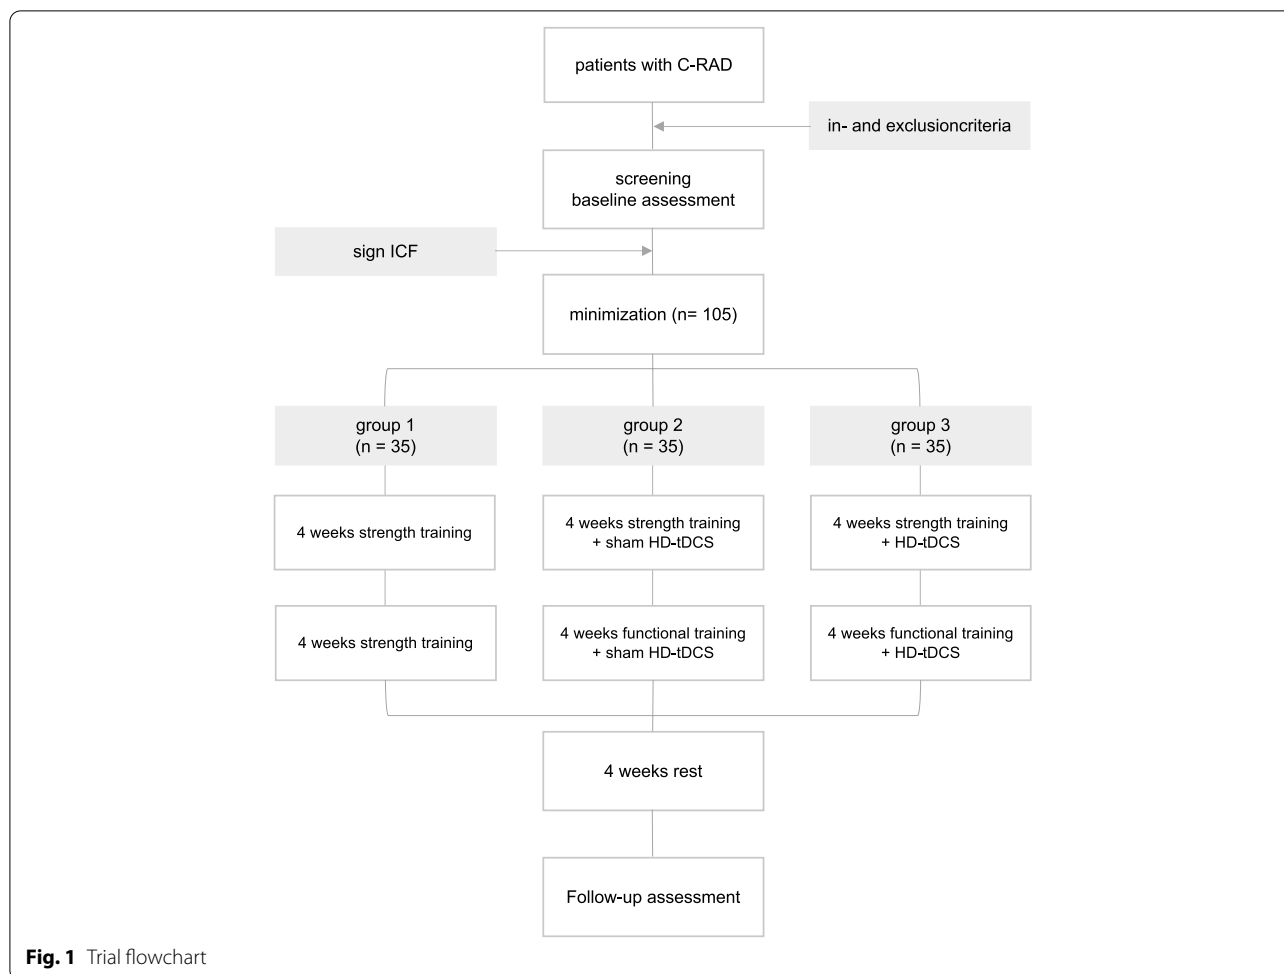 patients with C-RAD
in- and exclusioncriteria
screening
baseline assessment
sign ICF
minimization (n= 105)
group 1
(n = 35)
group 2
(n = 35)
group 3
(n = 35)
4 weeks strength training
4 weeks strength training
+ sham HD-tDCS
4 weeks strength training
+ HD-tDCS
4 weeks strength training
4 weeks functional training
+ sham HD-tDCS
4 weeks functional training
+ HD-tDCS
4 weeks rest
Follow-up assessment
Fig. 1 Trial flowchart